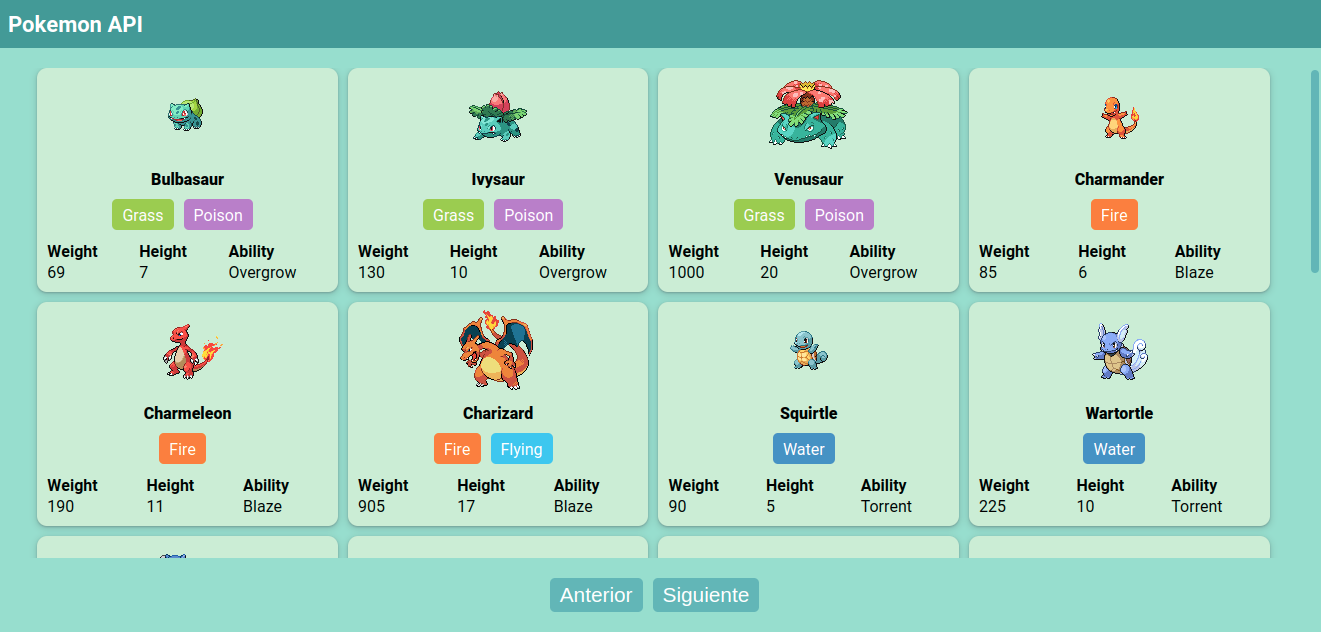 Pokemon API
Bulbasaur Ivysaur Venusaur Charmander
Grass Poison Grass Poison Grass Poison Fire
Weight Height Ability Weight Height Ability Weight Height Ability Weight Height Ability
69 7 Overgrow 130 10 Overgrow 1000 20 Overgrow 85 6 Blaze
Charmeleon Charizard Squirtle Wartortle
Fire Fire Flying Water Water
Weight Height Ability Weight Height Ability Weight Height Ability Weight Height Ability
190 11 Blaze 905 17 Blaze 90 5 Torrent 225 10 Torrent
Anterior Siguiente